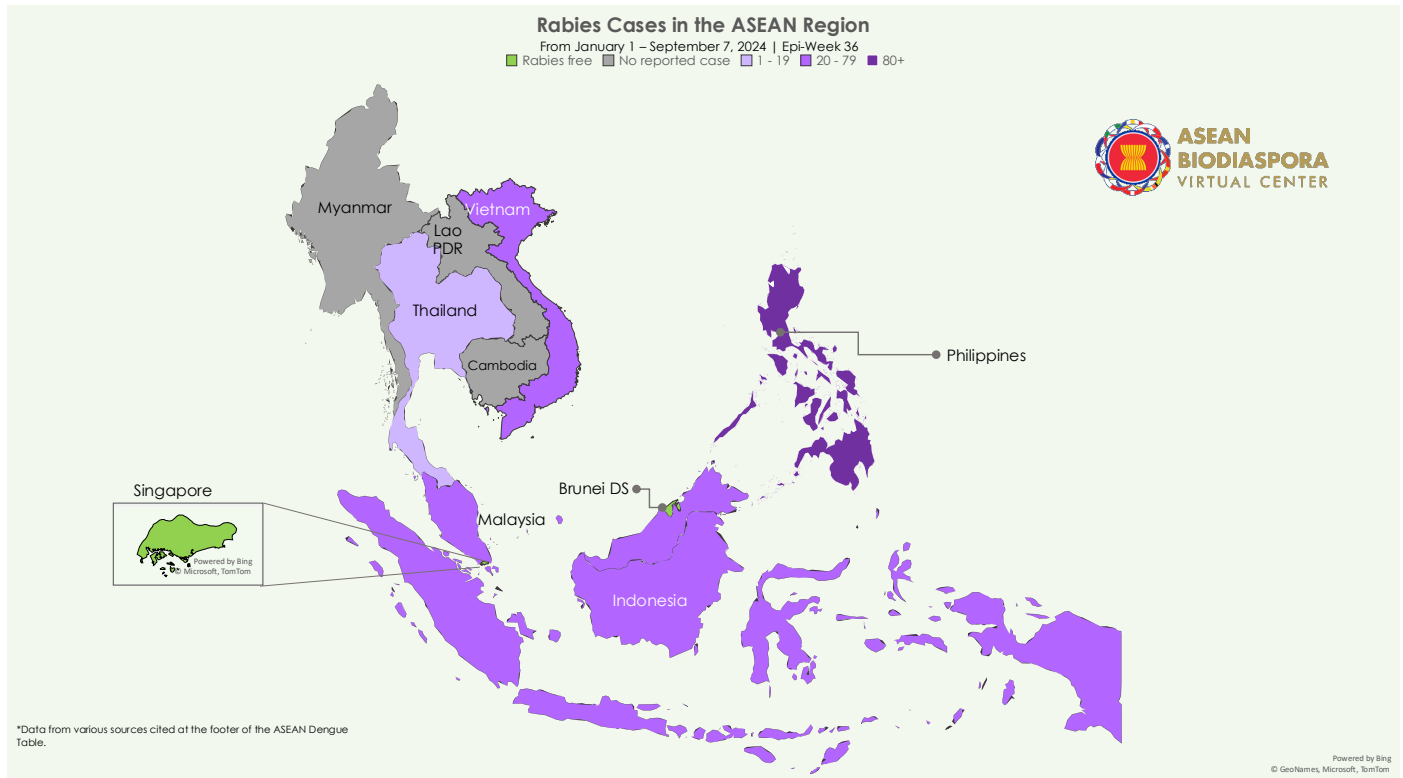 Rabies Cases in the ASEAN Region
From January 1 – September 7, 2024 | Epi-Week 36
Rabies free No reported case 1 - 19 20 - 79 80+
ASEAN
BIODIASPORA
VIRTUAL CENTER
Myanmar
Vietnam
Lao
PDR
Thailand
Cambodia
Philippines
Singapore
Powered by Bing
© Microsoft, TomTom
Brunei DS
Malaysia
Indonesia
*Data from various sources cited at the footer of the ASEAN Dengue
Table.
Powered by Bing
© GeoNames, Microsoft, TomTom